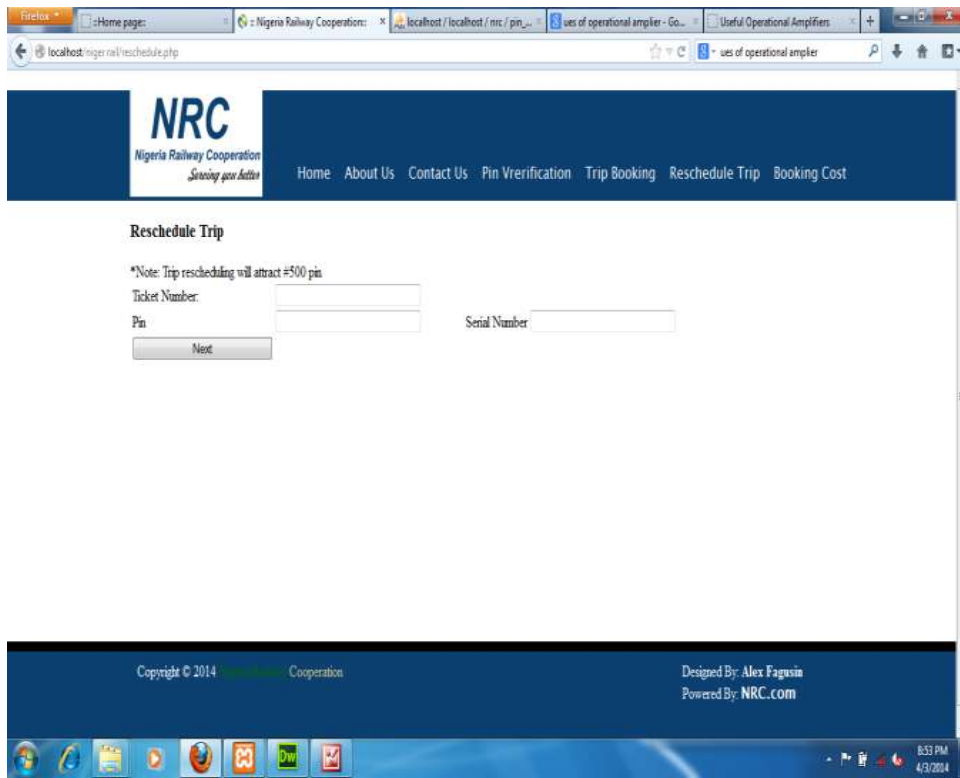 Firefox
::Home page::
:: Nigeria Railway Cooperation::
localhost / localhost / nrc / pin_...
ues of operational amplier - Go...
Useful Operational Amplifiers
localhost/niger rail/reschedule.php
ues of operational amplier
NRC
Nigeria Railway Cooperation
Serving you better
Home About Us Contact Us Pin Vrerification Trip Booking Reschedule Trip Booking Cost
Reschedule Trip
*Note: Trip rescheduling will attract #500 pin
Ticket Number:
Pin Serial Number
Next
Copyright © 2014 Cooperation
Designed By: Alex Fagusin
Powered By: NRC.com
Dw
8:53 PM
4/3/2014